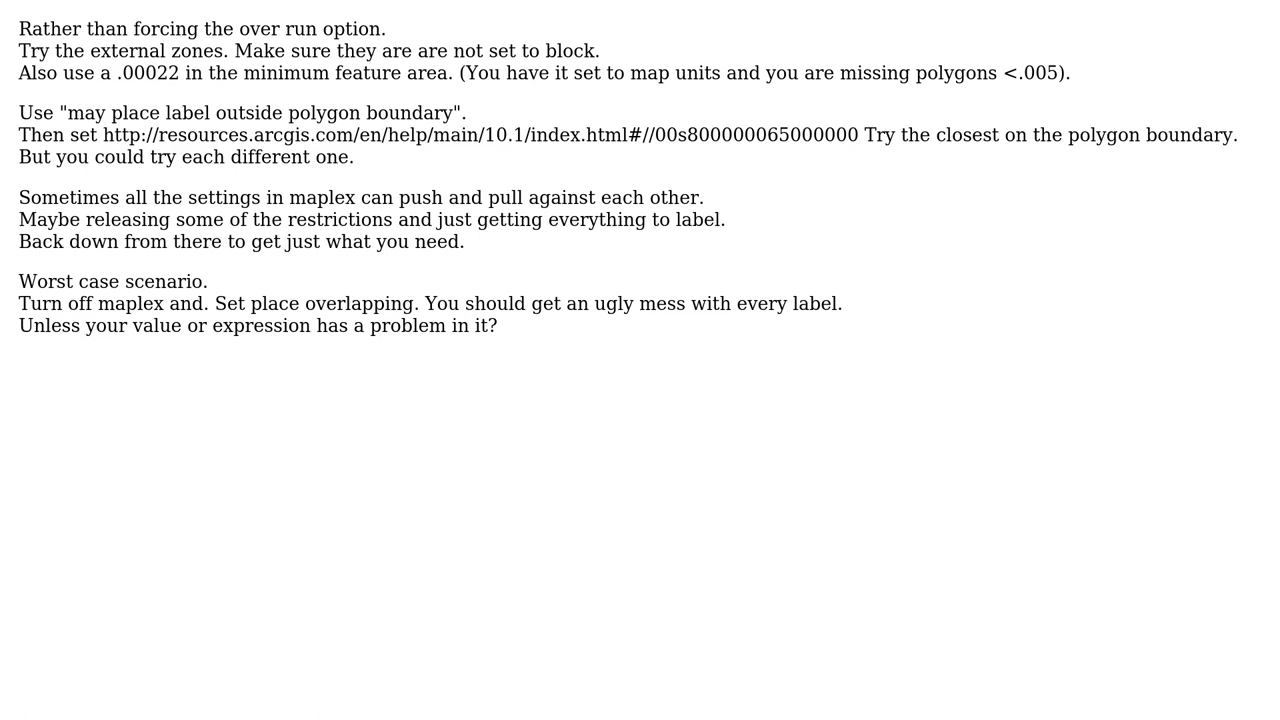 Rather than forcing the over run option.
Try the external zones. Make sure they are are not set to block.
Also use a .00022 in the minimum feature area. (You have it set to map units and you are missing polygons <.005).
Use "may place label outside polygon boundary".
Then set http://resources.arcgis.com/en/help/main/10.1/index.html#//00s800000065000000 Try the closest on the polygon boundary.
But you could try each different one.
Sometimes all the settings in maplex can push and pull against each other.
Maybe releasing some of the restrictions and just getting everything to label.
Back down from there to get just what you need.
Worst case scenario.
Turn off maplex and. Set place overlapping. You should get an ugly mess with every label.
Unless your value or expression has a problem in it?